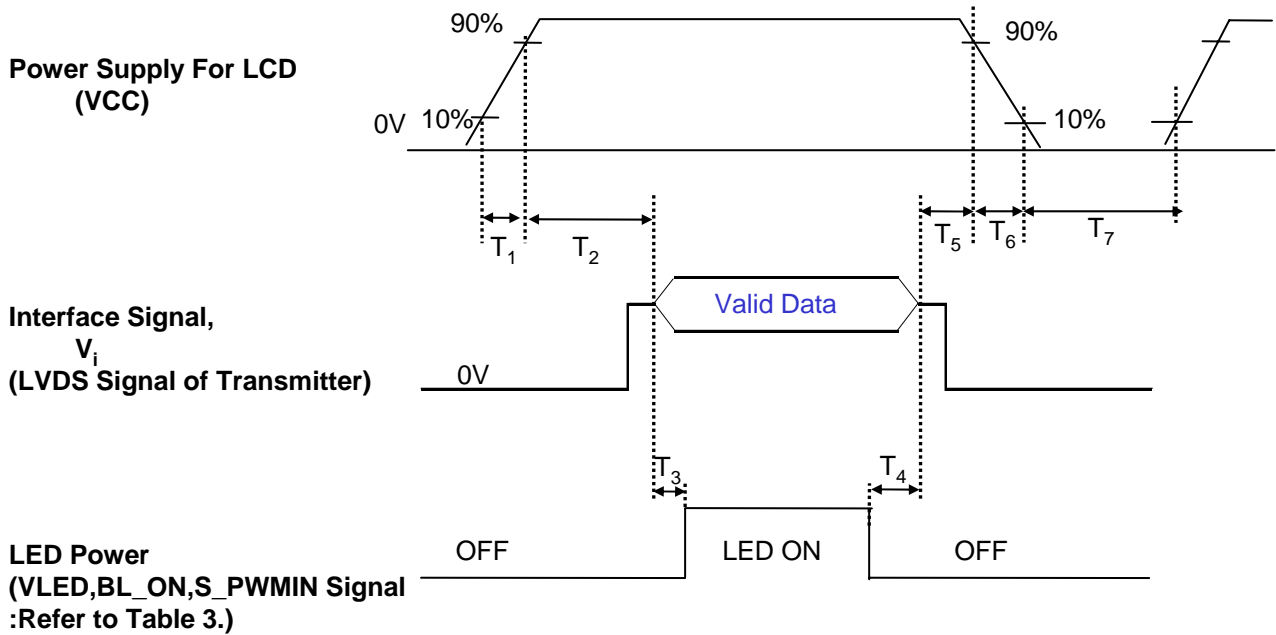 90%
90%
Power Supply For LCD
(VCC)
0V 10%
10%
T1
T2
T5
T6
T7
Valid Data
Interface Signal,
Vi
(LVDS Signal of Transmitter)
0V
T3
T4
OFF
LED ON
OFF
LED Power
(VLED,BL_ON,S_PWMIN Signal
:Refer to Table 3.)